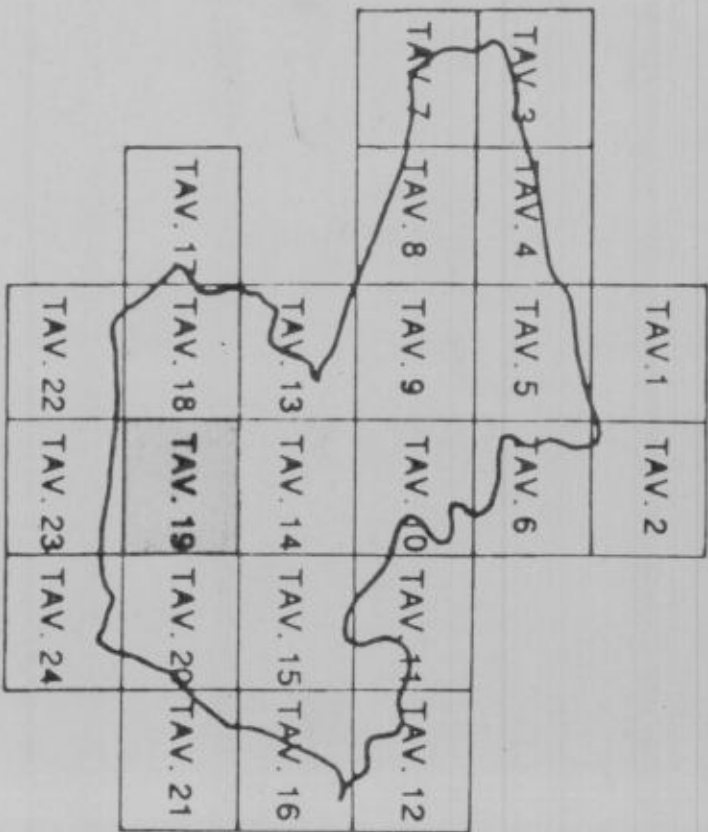 TAV.1
TAV. 2
TAV. 3
TAV. 4
TAV. 5
TAV. 6
TAV. 7
TAV. 8
TAV. 9
TAV. 10
TAV. 11
TAV. 12
TAV. 13
TAV. 14
TAV. 15
TAV. 16
TAV. 17
TAV. 18
TAV. 19
TAV. 20
TAV. 21
TAV. 22
TAV. 23
TAV. 24